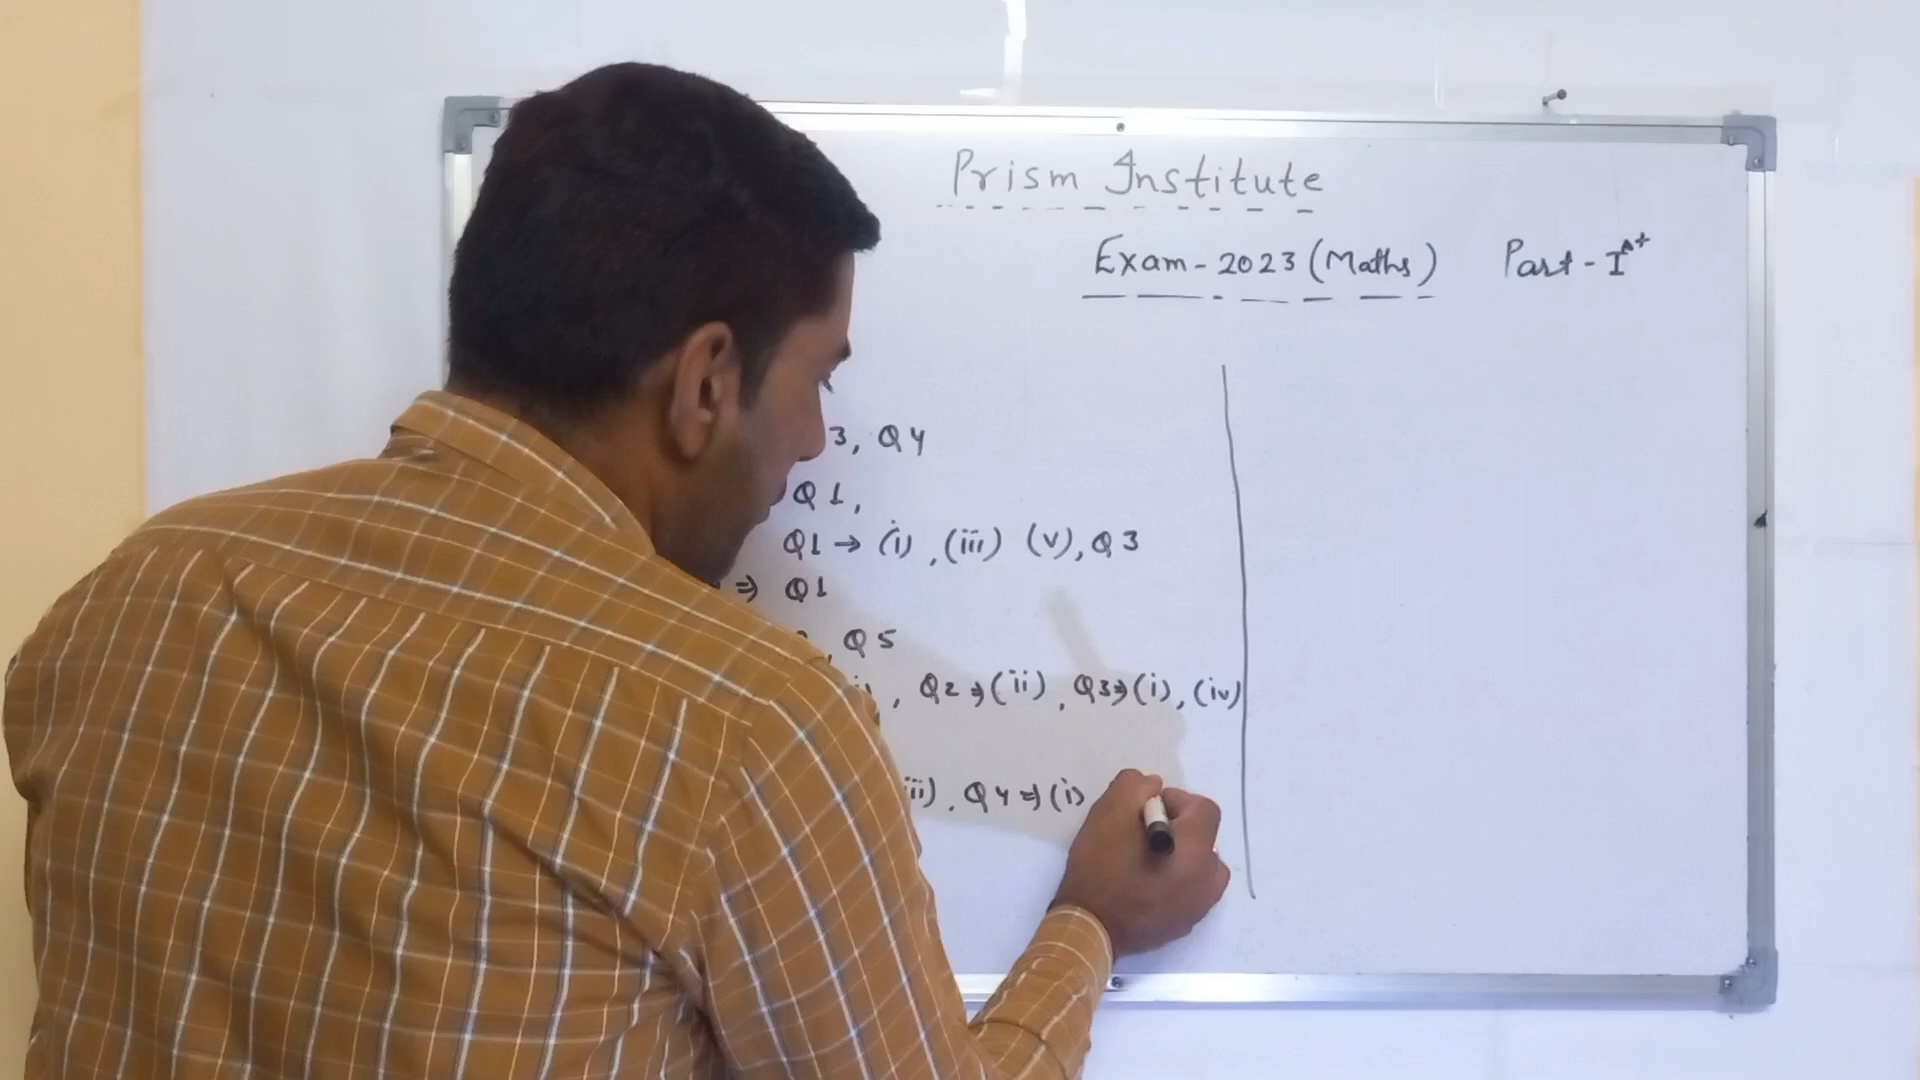 Prism Institute
Exam-2023 (Maths) Part-I A+
3, Q4
Q1,
Q1 → (i), (iii) (v), Q3
⇒ Q1
, Q5
, Q2 ⇒ (ii), Q3 ⇒ (i), (iv)
iii), Q4 ⇒ (i)